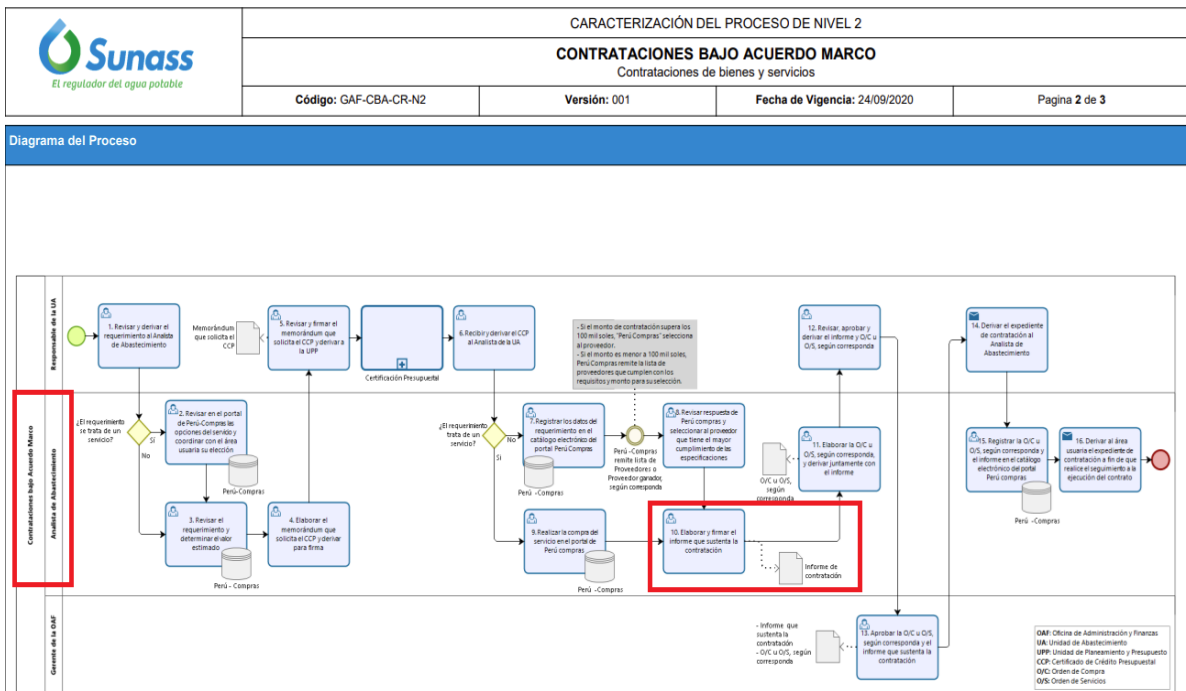 Sunass
El regulador del agua potable
CARACTERIZACIÓN DEL PROCESO DE NIVEL 2
CONTRATACIONES BAJO ACUERDO MARCO
Contrataciones de bienes y servicios
Código: GAF-CBA-CR-N2
Versión: 001
Fecha de Vigencia: 24/09/2020
Pagina 2 de 3
Diagrama del Proceso
Contrataciones bajo Acuerdo Marco
Responsable de la UA
1. Revisar y derivar el
requerimiento al Analista
de Abastecimiento
Memorándum
que solicita el
CCP
5. Revisar y firmar el
memorándum que
solicita el CCP y derivar a
la UPP
Certificación Presupuestal
6. Recibir y derivar el CCP
al Analista de la UA
- Si el monto de contratación supera los
100 mil soles, "Perú Compras" selecciona
al proveedor.
- Si el monto es menor a 100 mil soles,
Perú Compras remite la lista de
proveedores que cumplen con los
requisitos y monto para su selección.
12. Revisar, aprobar y
derivar el informe y O/C u
O/S, según corresponda
14. Derivar el expediente
de contratación al
Analista de
Abastecimiento
Analista de Abastecimiento
¿El requerimiento
se trata de un
servicio?
Sí
No
2. Revisar en el portal
de Perú-Compras las
opciones del servicio y
coordinar con el área
usuaria su elección
Perú-Compras
3. Revisar el
requerimiento y
determinar el valor
estimado
Perú - Compras
4. Elaborar el
memorándum que
solicita el CCP y derivar
para firma
¿El requerimiento
trata de un
servicio?
No
Si
7. Registrar los datos del
requerimiento en el
catálogo electrónico del
portal Perú Compras
Perú -Compras
Perú -Compras
remite lista de
Proveedores o
Proveedor ganador,
según corresponda
8. Revisar respuesta de
Perú compras y
seleccionar al proveedor
que tiene el mayor
cumplimiento de las
especificaciones
9. Realizar la compra del
servicio en el portal de
Perú compras
Perú -Compras
10. Elaborar y firmar el
informe que sustenta la
contratación
Informe de
contratación
O/C u O/S,
según
corresponda
11. Elaborar la O/C u
O/S, según corresponda,
y derivar juntamente con
el informe
15. Registrar la O/C u
O/S, según corresponda y
el informe en el catálogo
electrónico del portal
Perú compras
Perú -Compras
16. Derivar al área
usuaria el expediente de
contratación a fin de que
realice el seguimiento a la
ejecución del contrato
Gerente de la OAF
- Informe que
sustenta la
contratación
- O/C u O/S, según
corresponda
13. Aprobar la O/C u O/S,
según corresponda y el
informe que sustenta la
contratación
OAF: Oficina de Administración y Finanzas
UA: Unidad de Abastecimiento
UPP: Unidad de Planeamiento y Presupuesto
CCP: Certificado de Crédito Presupuestal
O/C: Orden de Compra
O/S: Orden de Servicios